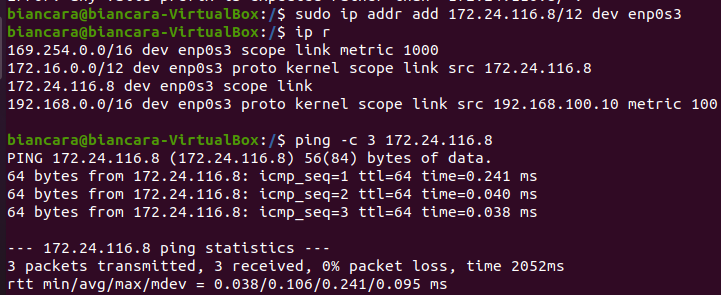 biancara@biancara-VirtualBox:/$ sudo ip addr add 172.24.116.8/12 dev enp0s3
biancara@biancara-VirtualBox:/$ ip r
169.254.0.0/16 dev enp0s3 scope link metric 1000
172.16.0.0/12 dev enp0s3 proto kernel scope link src 172.24.116.8
172.24.116.8 dev enp0s3 scope link
192.168.0.0/16 dev enp0s3 proto kernel scope link src 192.168.100.10 metric 100
biancara@biancara-VirtualBox:/$ ping -c 3 172.24.116.8
PING 172.24.116.8 (172.24.116.8) 56(84) bytes of data.
64 bytes from 172.24.116.8: icmp_seq=1 ttl=64 time=0.241 ms
64 bytes from 172.24.116.8: icmp_seq=2 ttl=64 time=0.040 ms
64 bytes from 172.24.116.8: icmp_seq=3 ttl=64 time=0.038 ms
--- 172.24.116.8 ping statistics ---
3 packets transmitted, 3 received, 0% packet loss, time 2052ms
rtt min/avg/max/mdev = 0.038/0.106/0.241/0.095 ms